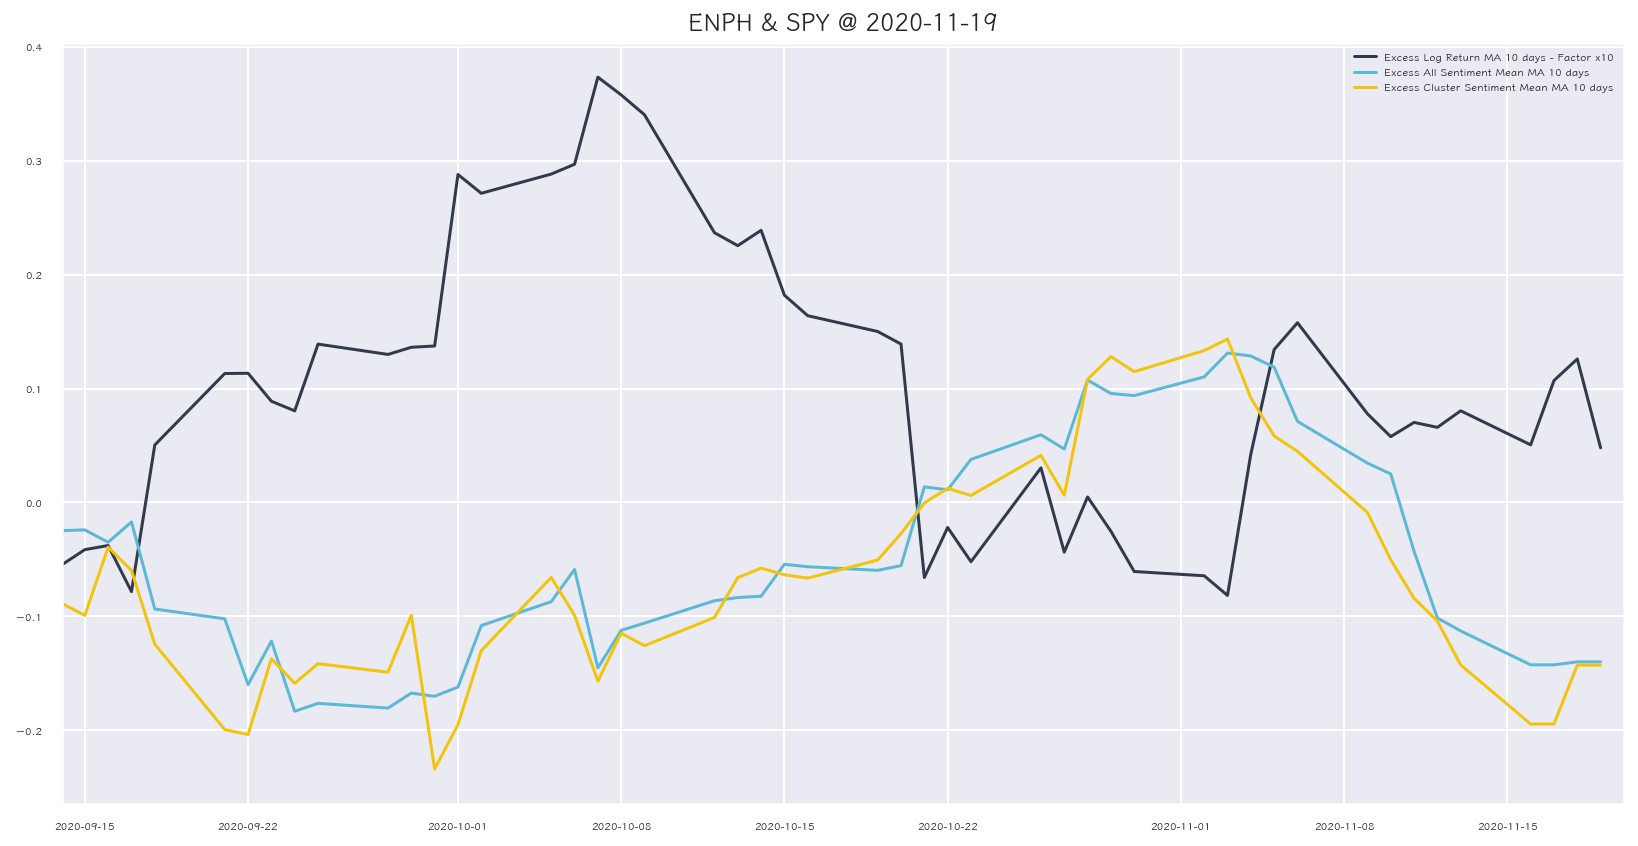 ENPH & SPY @ 2020-11-19
Excess Log Return MA 10 days - Factor x10
Excess All Sentiment Mean MA 10 days
Excess Cluster Sentiment Mean MA 10 days
0.4
0.3
0.2
0.1
0.0
−0.1
−0.2
2020-09-15 2020-09-22 2020-10-01 2020-10-08 2020-10-15 2020-10-22 2020-11-01 2020-11-08 2020-11-15